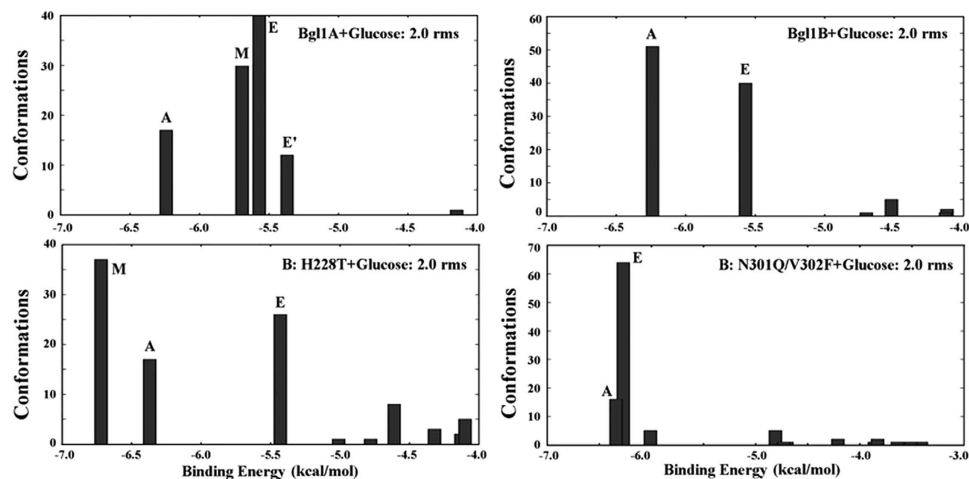 Bgl1A+Glucose: 2.0 rms
Conformations
40
30
20
10
0
A
M
E
E'
-7.0 -6.5 -6.0 -5.5 -5.0 -4.5 -4.0
Bgl1B+Glucose: 2.0 rms
Conformations
60
50
40
30
20
10
0
A
E
-7.0 -6.5 -6.0 -5.5 -5.0 -4.5 -4.0
B: H228T+Glucose: 2.0 rms
Conformations
40
30
20
10
0
M
A
E
-7.0 -6.5 -6.0 -5.5 -5.0 -4.5 -4.0
Binding Energy (kcal/mol)
B: N301Q/V302F+Glucose: 2.0 rms
Conformations
70
60
50
40
30
20
10
0
A
E
-7.0 -6.0 -5.0 -4.0 -3.0
Binding Energy (kcal/mol)